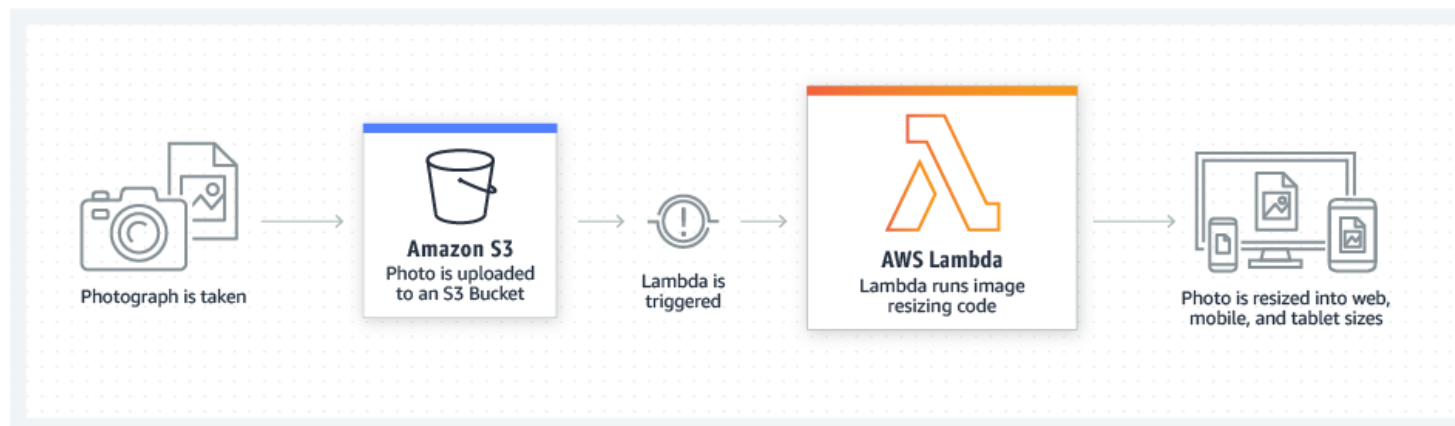 Photograph is taken
Amazon S3
Photo is uploaded
to an S3 Bucket
Lambda is
triggered
AWS Lambda
Lambda runs image
resizing code
Photo is resized into web,
mobile, and tablet sizes